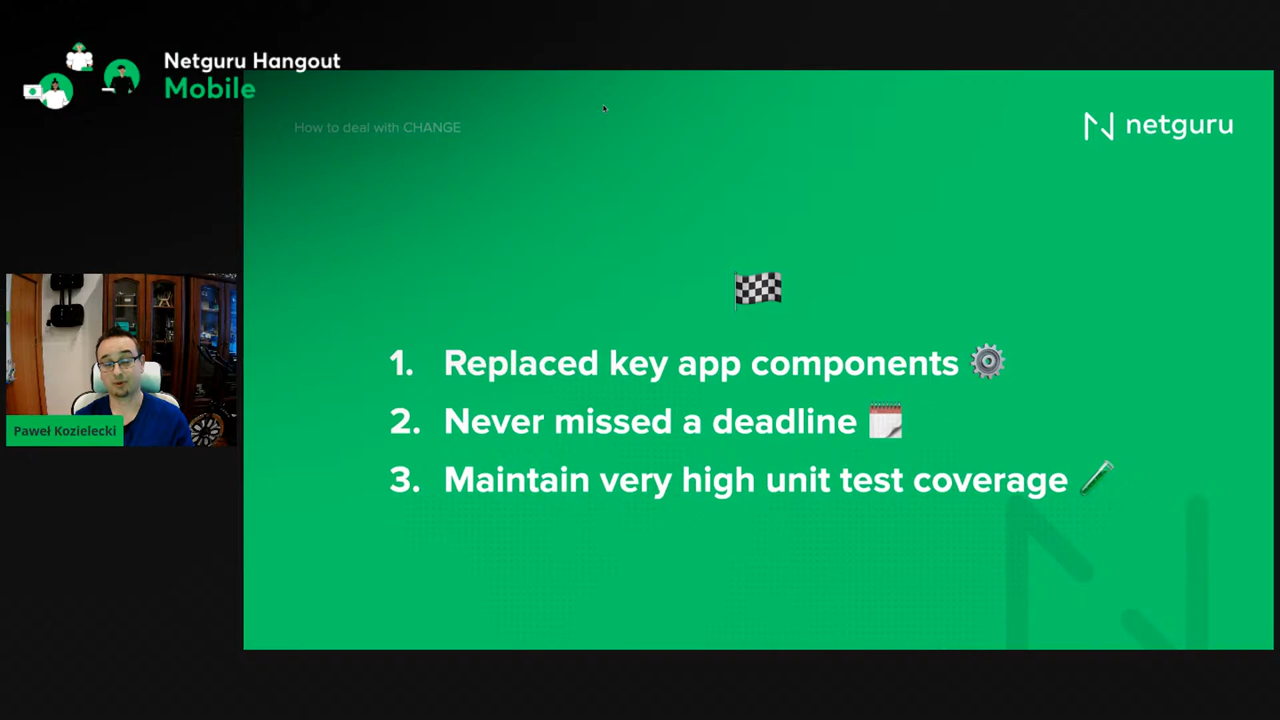 Netguru Hangout
Mobile
How to deal with CHANGE
netguru
1. Replaced key app components
2. Never missed a deadline
3. Maintain very high unit test coverage
Paweł Kozielecki